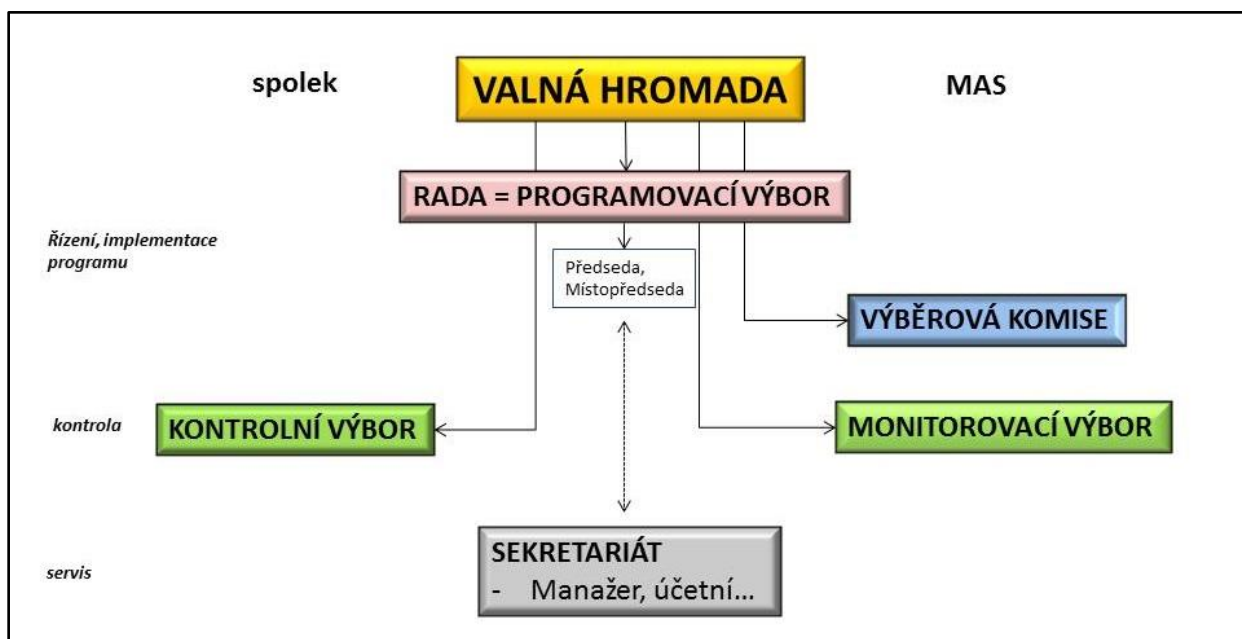 spolek
VALNÁ HROMADA
MAS
RADA = PROGRAMOVACÍ VÝBOR
Řízení, implementace
programu
Předseda,
Místopředseda
VÝBĚROVÁ KOMISE
kontrola
KONTROLNÍ VÝBOR
MONITOROVACÍ VÝBOR
SEKRETARIÁT
- Manažer, účetní...
servis